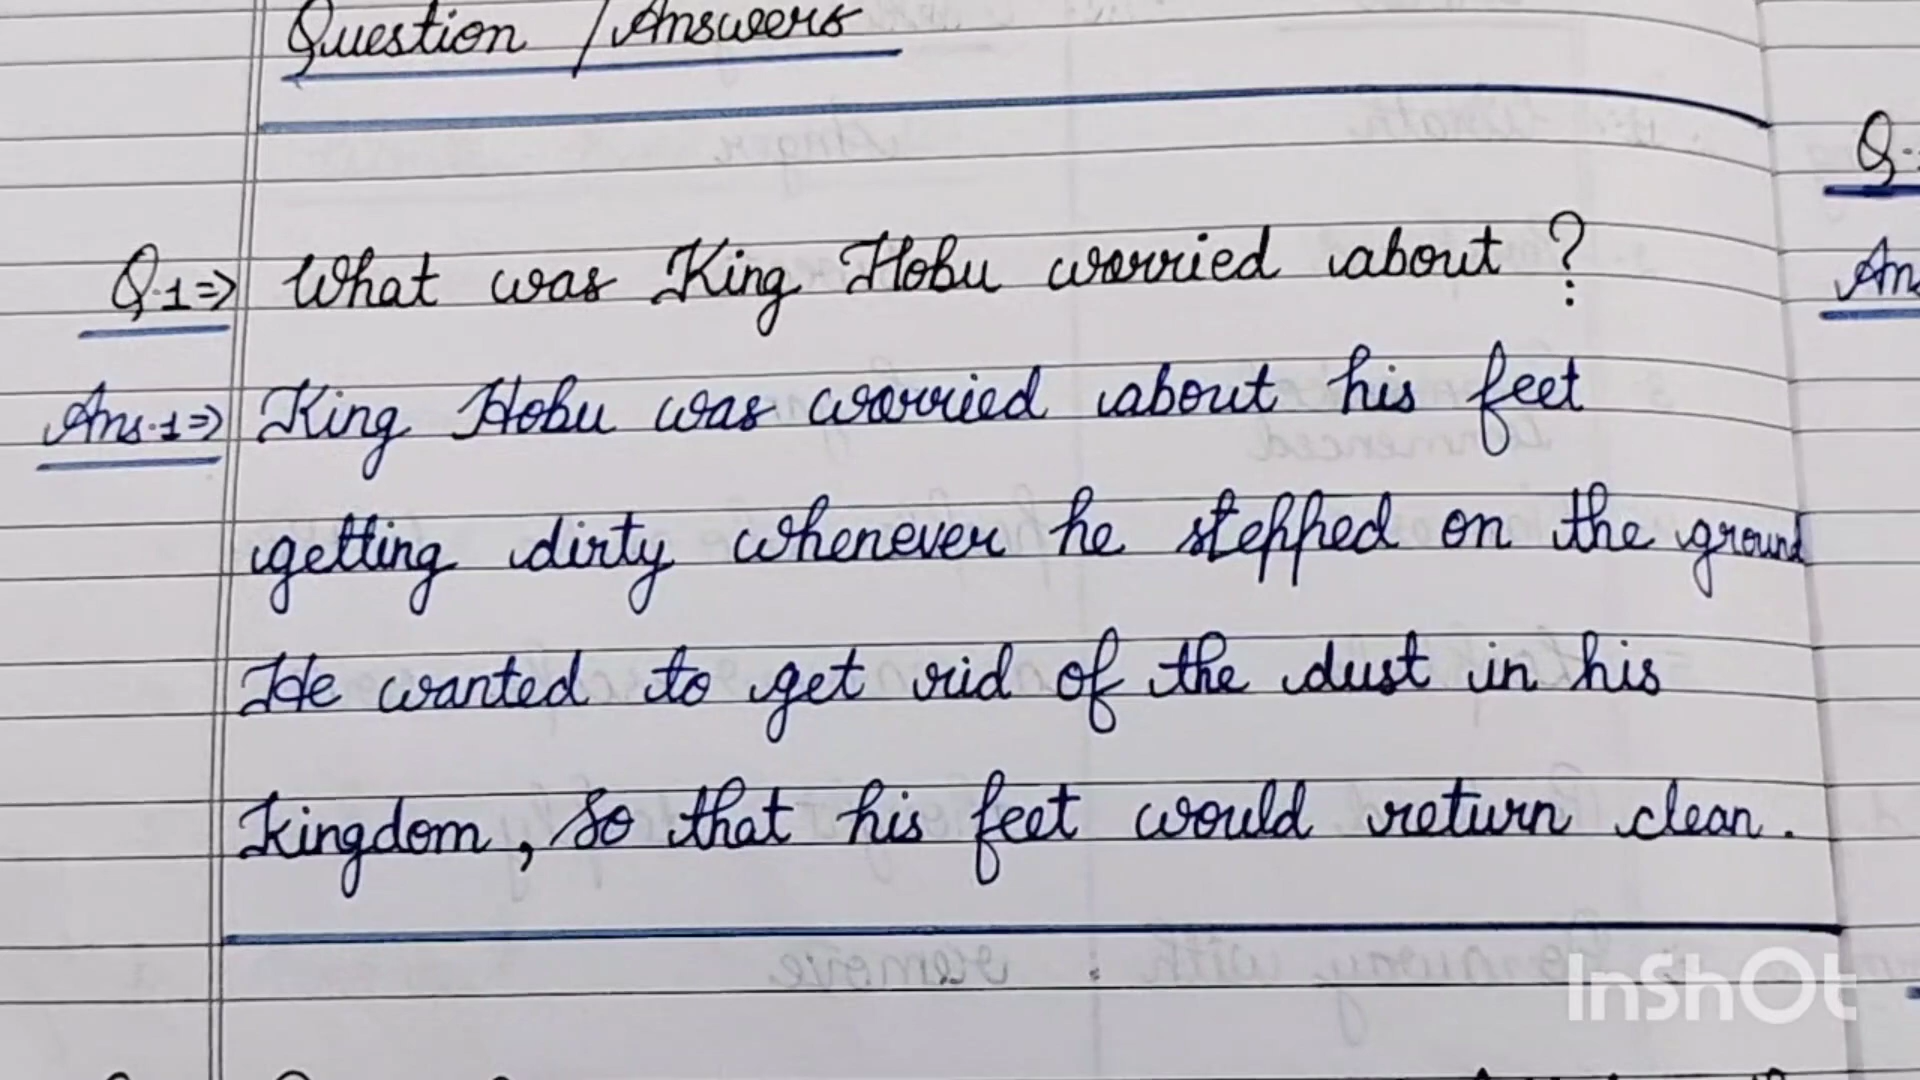 Question / Answers
Q.1⇒ What was King Hobu worried about ?
Ans.1⇒ King Hobu was worried about his feet
getting dirty whenever he stepped on the ground
He wanted to get rid of the dust in his
Kingdom, So that his feet would return clean.
Q.
An
InShOt